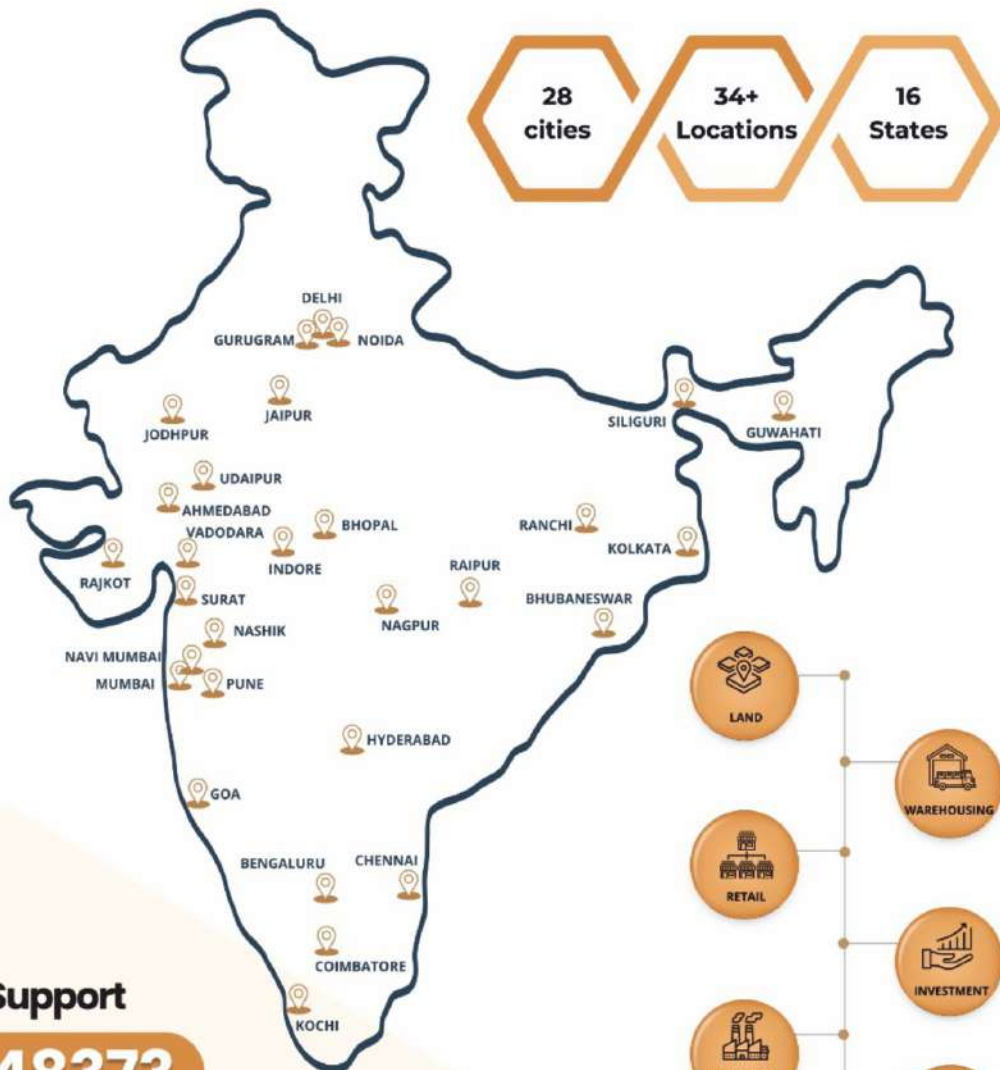 28
cities
34+
Locations
16
States
DELHI
GURUGRAM
NOIDA
JAIPUR
JODHPUR
SILIGURI
GUWAHATI
UDAIPUR
AHMEDABAD
VADODARA
BHOPAL
INDORE
RANCHI
KOLKATA
RAJKOT
RAIPUR
SURAT
NAGPUR
BHUBANESWAR
NASHIK
NAVI MUMBAI
MUMBAI
PUNE
HYDERABAD
GOA
BENGALURU
CHENNAI
COIMBATORE
KOCHI
LAND
WAREHOUSING
RETAIL
INVESTMENT
Support
48373